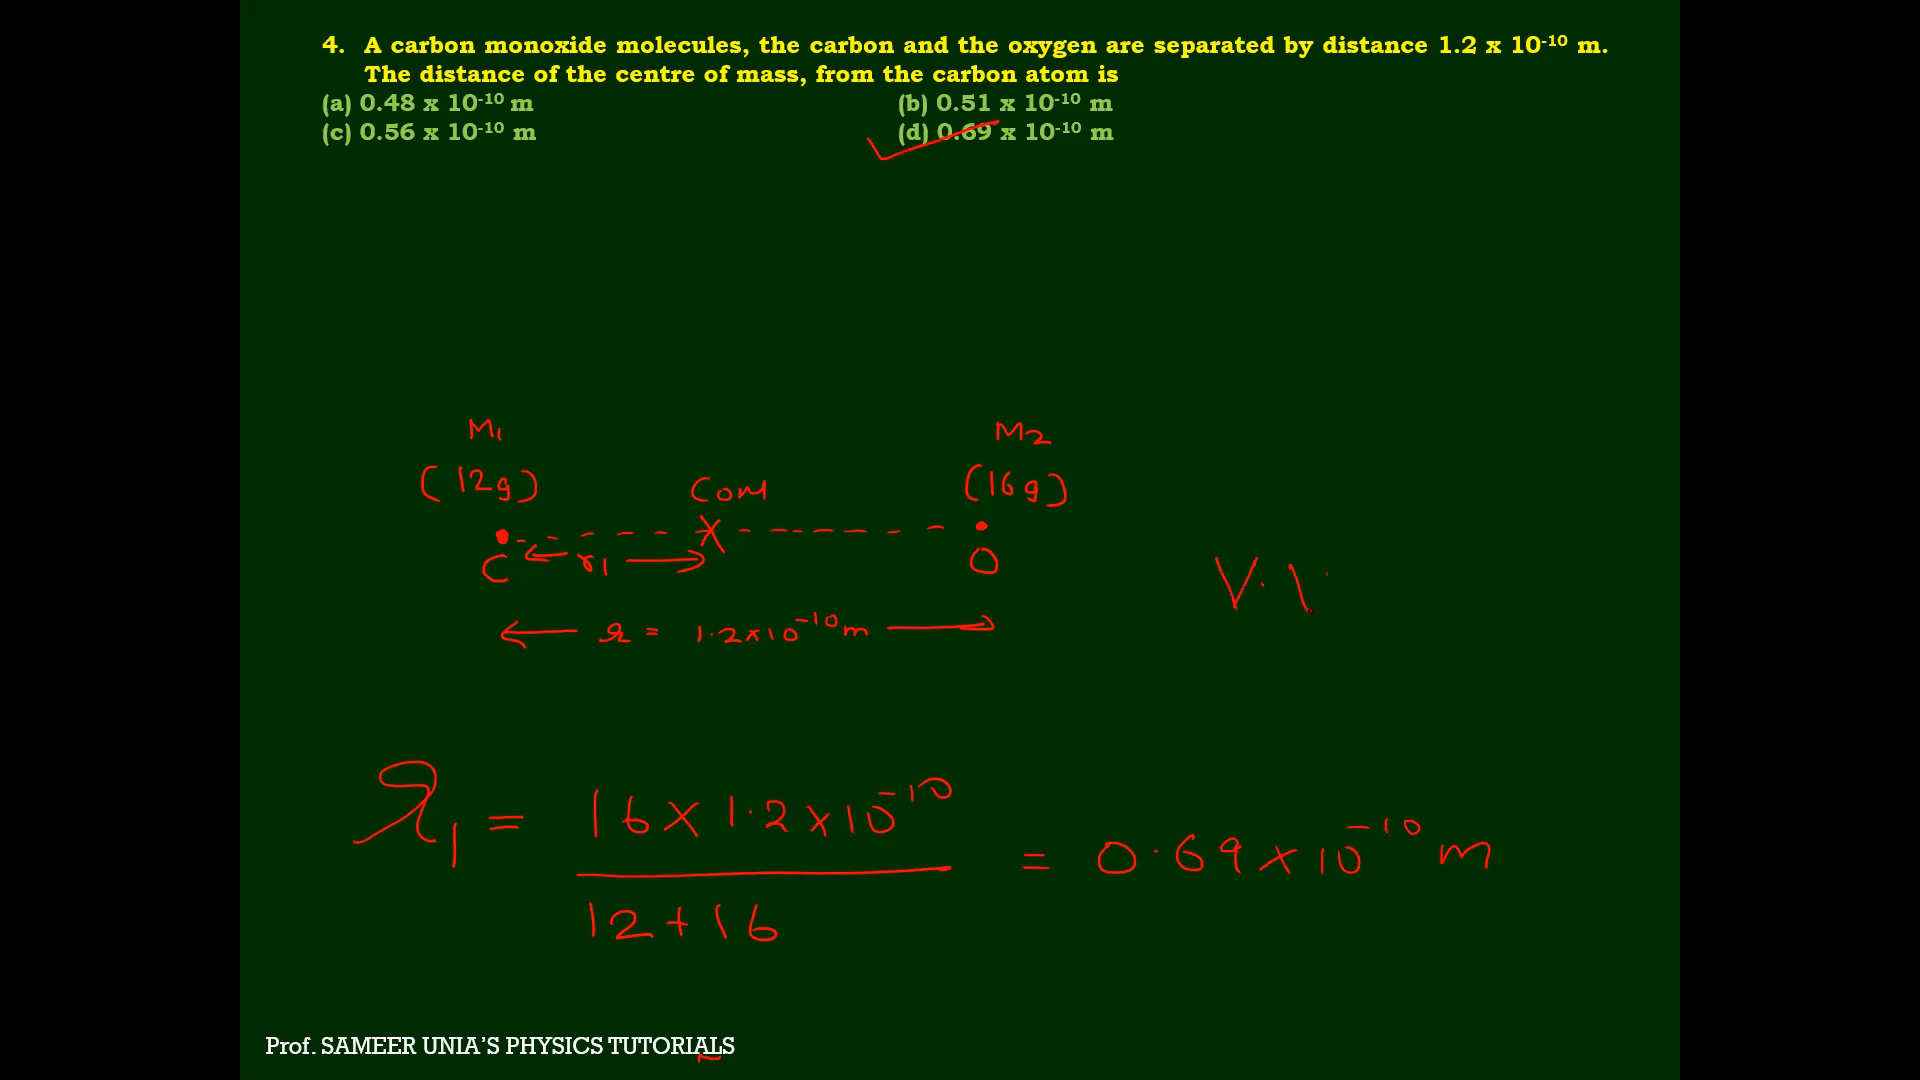 4. A carbon monoxide molecules, the carbon and the oxygen are separated by distance 1.2 x 10⁻¹⁰ m.
The distance of the centre of mass, from the carbon atom is
(a) 0.48 x 10⁻¹⁰ m (b) 0.51 x 10⁻¹⁰ m
(c) 0.56 x 10⁻¹⁰ m (d) 0.69 x 10⁻¹⁰ m
M₁ M₂
(12g) COM (16g)
C r₁ O
r = 1.2×10⁻¹⁰m
V.
r₁ = 16×1.2×10⁻¹⁰ / 12+16 = 0.69×10⁻¹⁰ m
Prof. SAMEER UNIA'S PHYSICS TUTORIALS